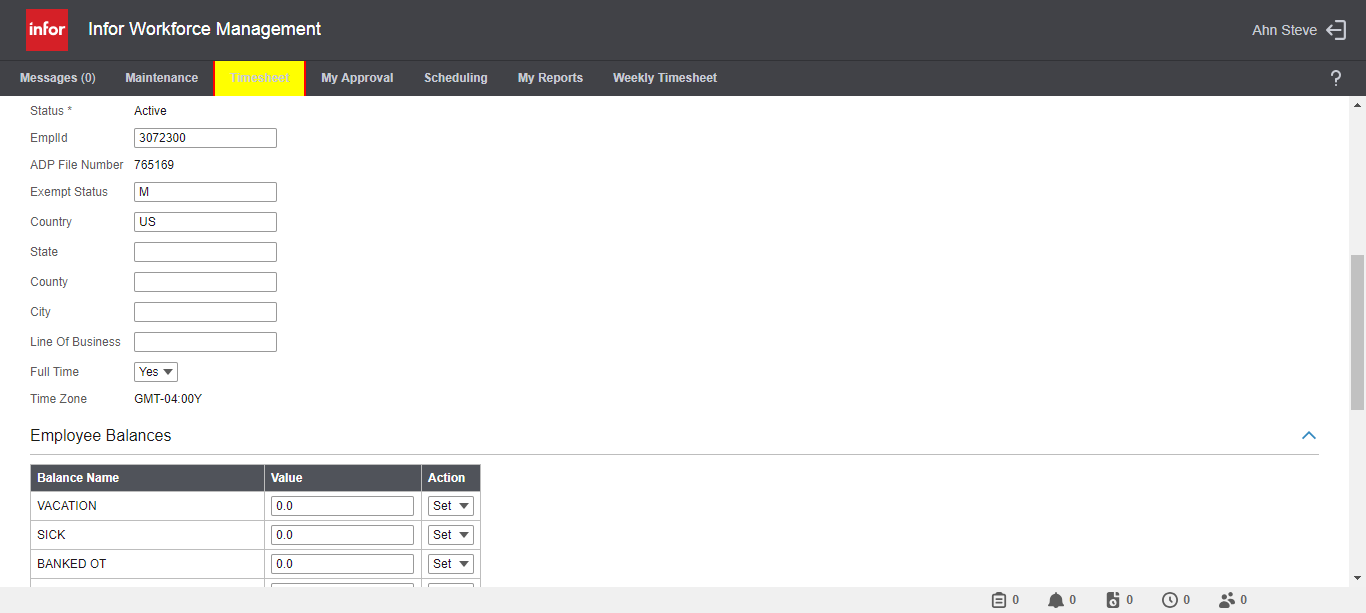 infor Infor Workforce Management Ahn Steve
Messages (0) Maintenance Timesheet My Approval Scheduling My Reports Weekly Timesheet ?
Status * Active
EmplId 3072300
ADP File Number 765169
Exempt Status M
Country US
State
County
City
Line Of Business
Full Time Yes
Time Zone GMT-04:00Y
Employee Balances
Balance Name Value Action
VACATION 0.0 Set
SICK 0.0 Set
BANKED OT 0.0 Set
0 0 0 0 0